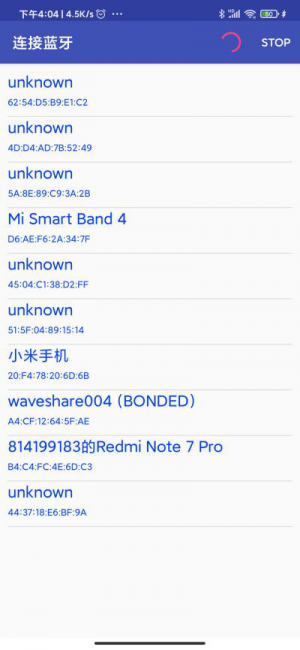 下午4:04 | 4.5K/s
连接蓝牙
STOP
unknown
62:54:D5:B9:E1:C2
unknown
4D:D4:AD:7B:52:49
unknown
5A:8E:89:C9:3A:2B
Mi Smart Band 4
D6:AE:F6:2A:34:7F
unknown
45:04:C1:38:D2:FF
unknown
51:5F:04:89:15:14
小米手机
20:F4:78:20:6D:6B
waveshare004 (BONDED)
A4:CF:12:64:5F:AE
814199183的Redmi Note 7 Pro
B4:C4:FC:4E:6D:C3
unknown
44:37:18:E6:BF:9A